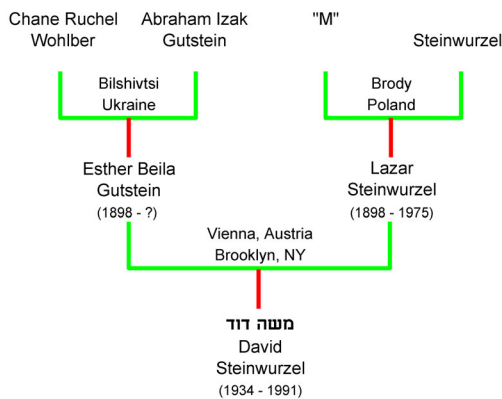 Chane Ruchel
Wohlber
Abraham Izak
Gutstein
"M"
Steinwurzel
Bilshivtsi
Ukraine
Brody
Poland
Esther Beila
Gutstein
(1898 - ?)
Lazar
Steinwurzel
(1898 - 1975)
Vienna, Austria
Brooklyn, NY
משה דוד
David
Steinwurzel
(1934 - 1991)